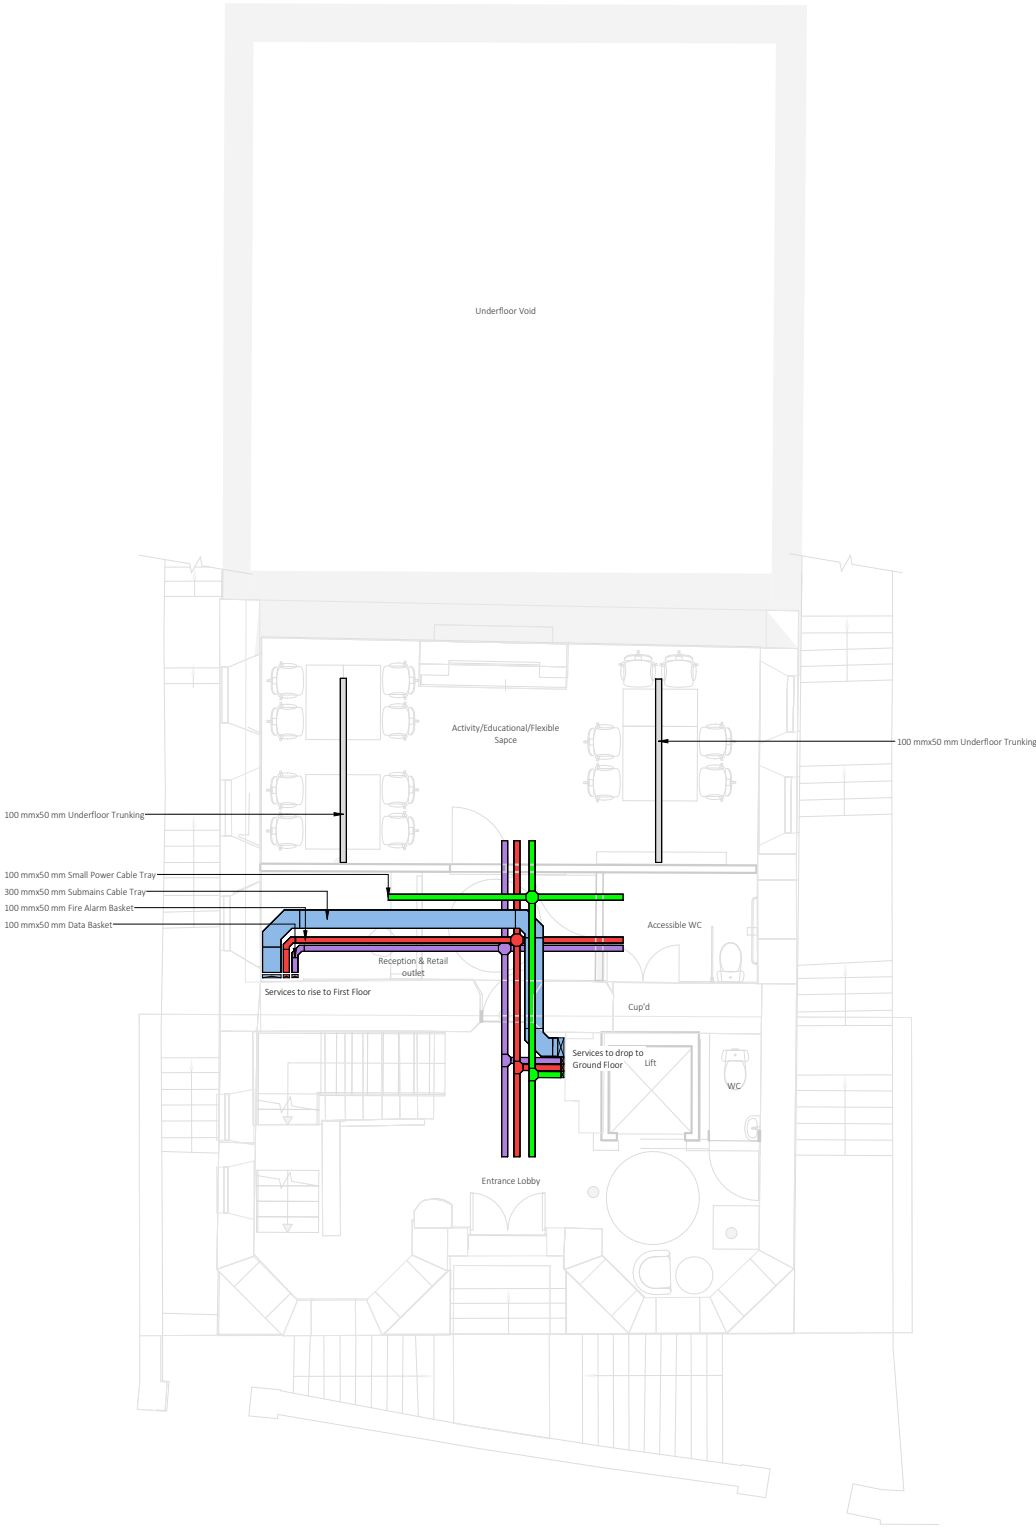 Underfloor Void
Activity/Educational/Flexible
Sapce
100 mmx50 mm Underfloor Trunking
100 mmx50 mm Underfloor Trunking
100 mmx50 mm Small Power Cable Tray
300 mmx50 mm Submains Cable Tray
100 mmx50 mm Fire Alarm Basket
100 mmx50 mm Data Basket
Accessible WC
Reception & Retail
outlet
Services to rise to First Floor
Cup'd
Services to drop to
Ground Floor
Lift
WC
Entrance Lobby